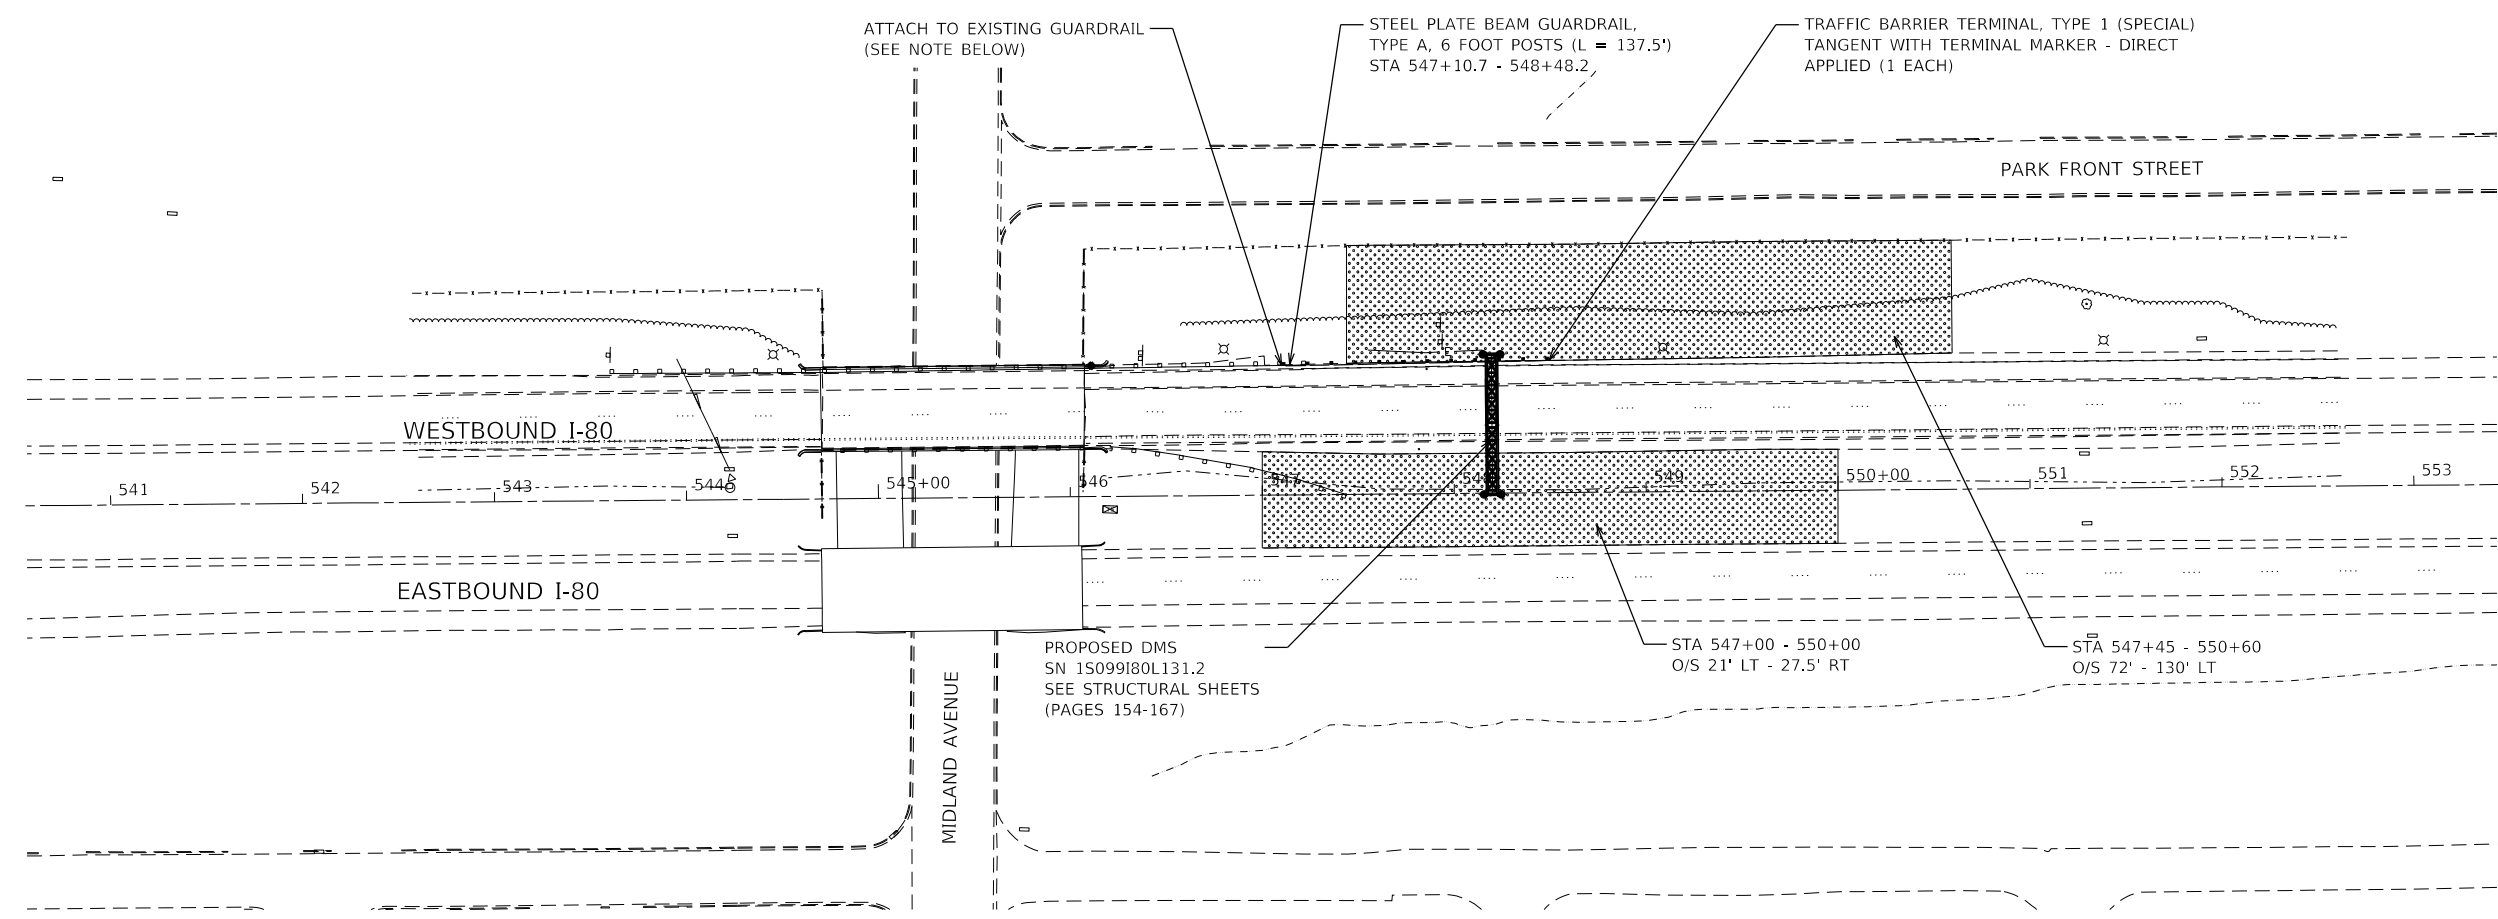 ATTACH TO EXISTING GUARDRAIL
(SEE NOTE BELOW)
STEEL PLATE BEAM GUARDRAIL,
TYPE A, 6 FOOT POSTS (L = 137.5')
STA 547+10.7 - 548+48.2
TRAFFIC BARRIER TERMINAL, TYPE 1 (SPECIAL)
TANGENT WITH TERMINAL MARKER - DIRECT
APPLIED (1 EACH)
PARK FRONT STREET
WESTBOUND I-80
541
542
543
544
545+00
546
547
549
550+00
551
552
553
EASTBOUND I-80
PROPOSED DMS
SN 1S099I80L131.2
SEE STRUCTURAL SHEETS
(PAGES 154-167)
STA 547+00 - 550+00
O/S 21' LT - 27.5' RT
STA 547+45 - 550+60
O/S 72' - 130' LT
MIDLAND AVENUE